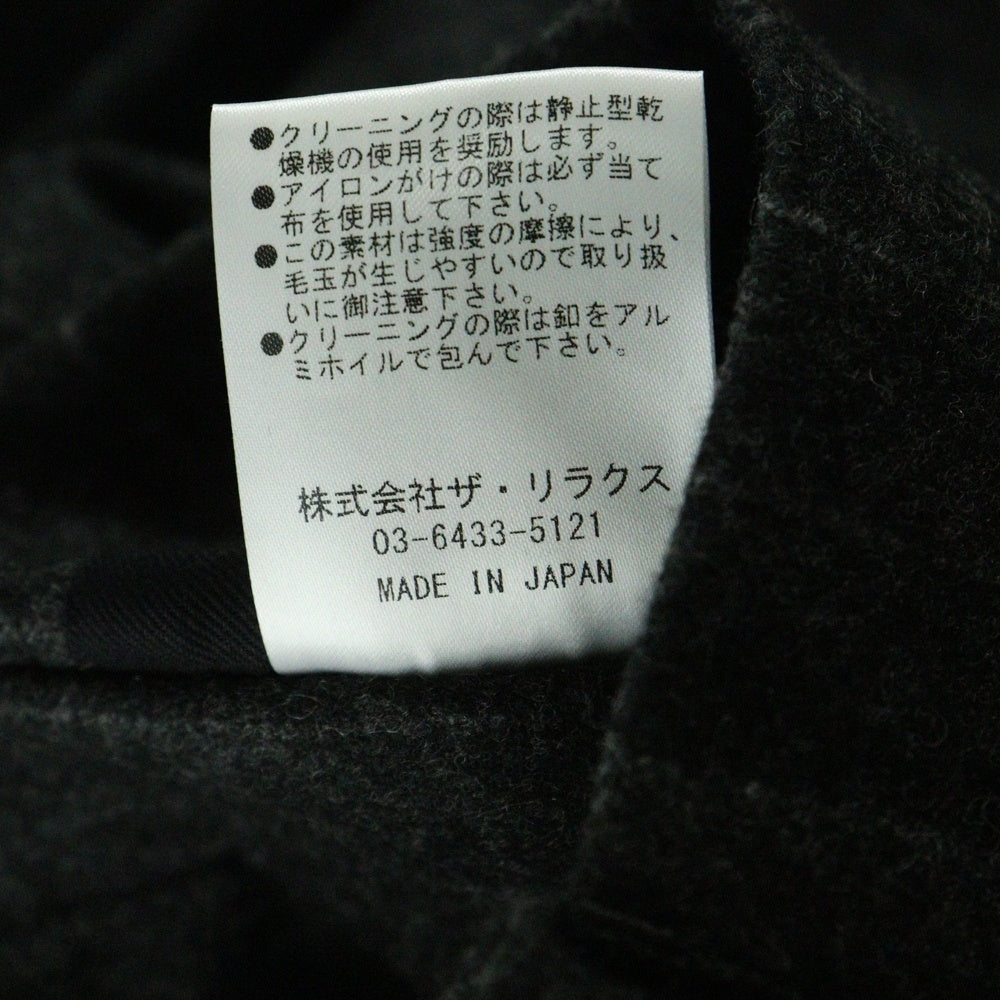 ●クリーニングの際は静止型乾
燥機の使用を奨励します。
●アイロンがけの際は必ず当て
布を使用して下さい。
●この素材は強度の摩擦により、
毛玉が生じやすいので取り扱
いに御注意下さい。
●クリーニングの際は釦をアル
ミホイルで包んで下さい。
株式会社ザ・リラクス
03-6433-5121
MADE IN JAPAN